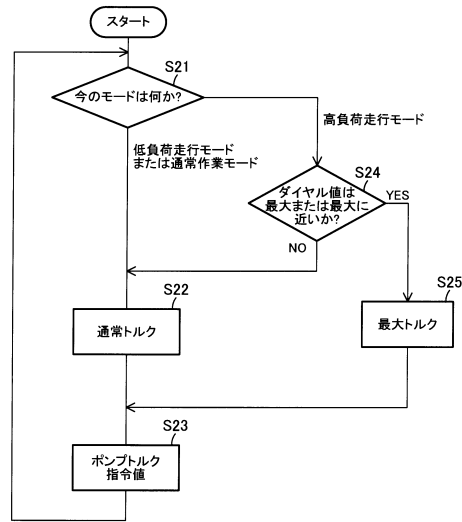 スタート
S21
今のモードは何か?
高負荷走行モード
低負荷走行モード
または通常作業モード
S24
ダイヤル値は
最大または最大に
近いか?
YES
NO
S22
通常トルク
S25
最大トルク
S23
ポンプトルク
指令値